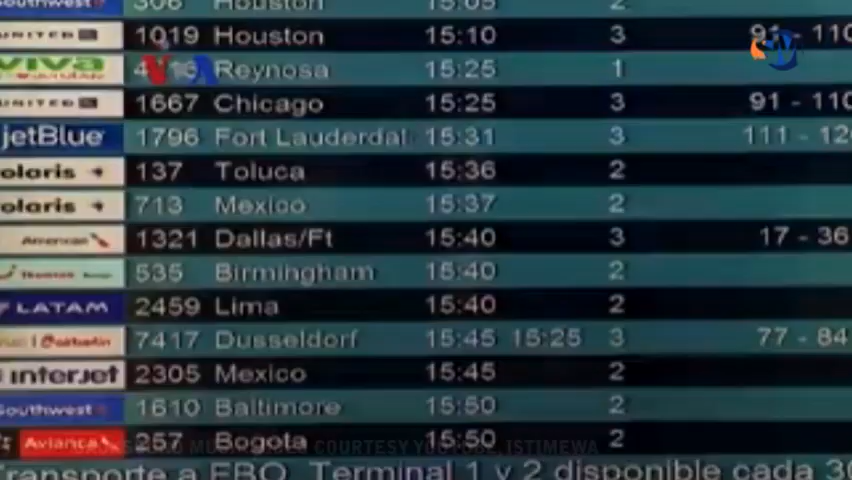 Southwest 306 Houston 15:05 2
UNITED 1019 Houston 15:10 3 91 - 110
viva Reynosa 15:25 1
VOA
UNITED 1667 Chicago 15:25 3 91 - 110
jetBlue 1796 Fort Lauderdal 15:31 3 111 - 12
olaris 137 Toluca 15:36 2
olaris 713 Mexico 15:37 2
American 1321 Dallas/Ft 15:40 3 17 - 36
535 Birmingham 15:40 2
LATAM 2459 Lima 15:40 2
airberlin 7417 Dusseldorf 15:45 15:25 3 77 - 84
interjet 2305 Mexico 15:45 2
Southwest 1610 Baltimore 15:50 2
Avianca 257 Bogota 15:50 2
COURTESY YOUTUBE, ISTIMEWA
Transporte a FBO, Terminal 1 y 2 disponible cada 30